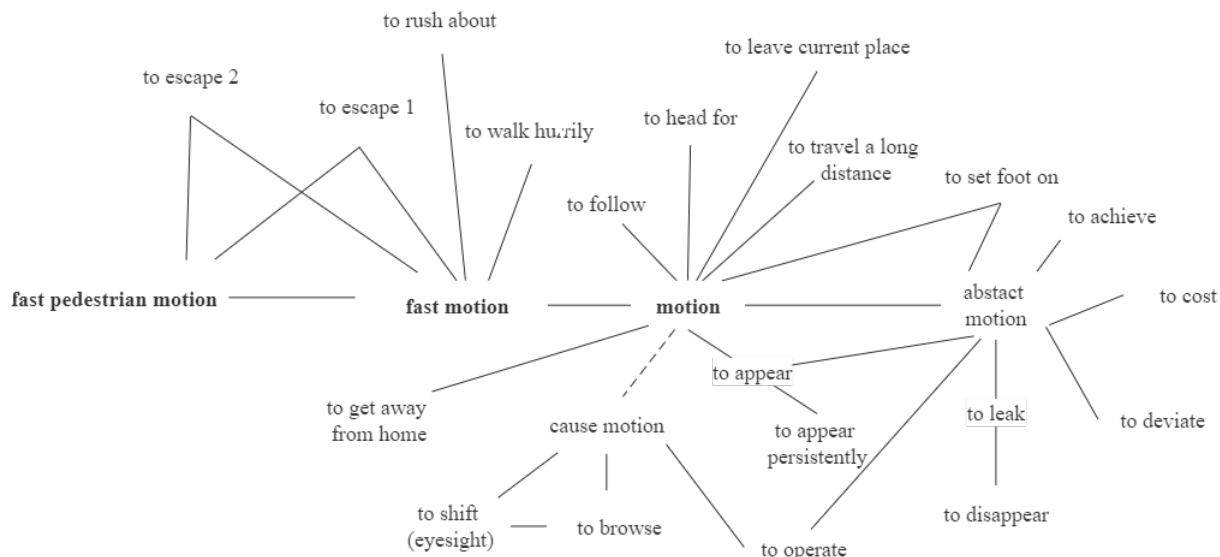 to rush about
to leave current place
to escape 2
to escape 1
to walk hurrily
to head for
to travel a long
distance
to set foot on
to follow
to achieve
fast pedestrian motion
fast motion
motion
abstact
motion
to cost
to appear
to get away
from home
cause motion
to appear
persistently
to leak
to deviate
to shift
(eyesight)
to browse
to operate
to disappear